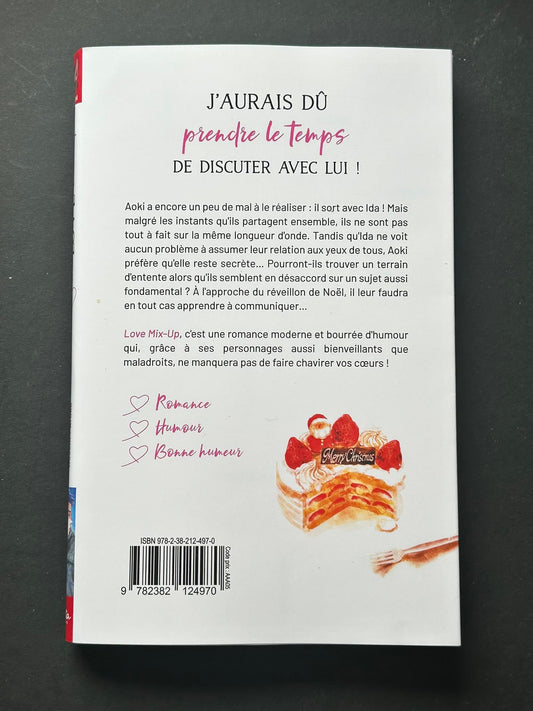 J'AURAIS DÛ
prendre le temps
DE DISCUTER AVEC LUI !
Aoki a encore un peu de mal à le réaliser : il sort avec Ida ! Mais
malgré les instants qu'ils partagent ensemble, ils ne sont pas
tout à fait sur la même longueur d'onde. Tandis qu'Ida ne voit
aucun problème à assumer leur relation aux yeux de tous, Aoki
préfère qu'elle reste secrète... Pourront-ils trouver un terrain
d'entente alors qu'ils semblent en désaccord sur un sujet aussi
fondamental ? À l'approche du réveillon de Noël, il leur faudra
en tout cas apprendre à communiquer...
Love Mix-Up, c'est une romance moderne et bourrée d'humour
qui, grâce à ses personnages aussi bienveillants que
maladroits, ne manquera pas de faire chavirer vos cœurs !
Romance
Humour
Bonne humeur
Merry Christmas
ISBN 978-2-38-212-497-0
9 782382 124970
Code prix : AAA05